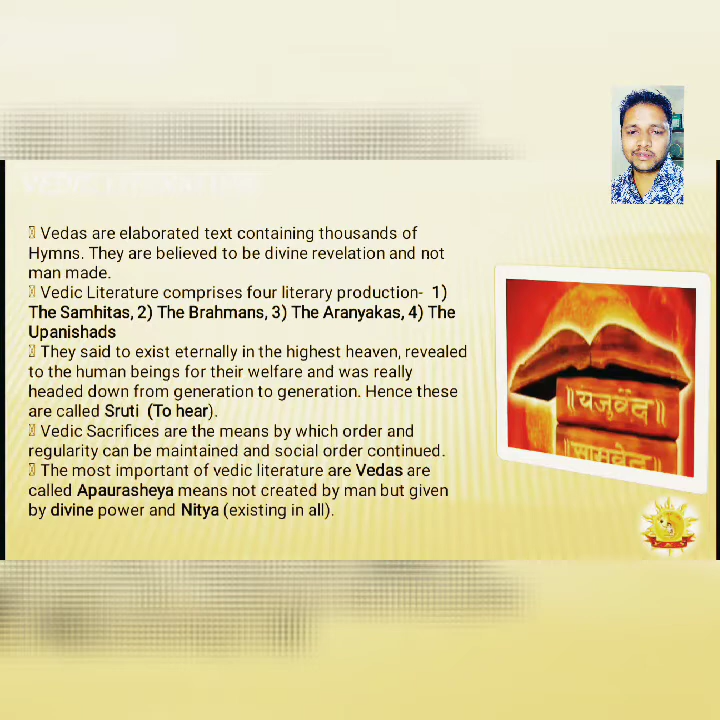 Vedas are elaborated text containing thousands of
Hymns. They are believed to be divine revelation and not
man made.
Vedic Literature comprises four literary production- 1)
The Samhitas, 2) The Brahmans, 3) The Aranyakas, 4) The
Upanishads
They said to exist eternally in the highest heaven, revealed
to the human beings for their welfare and was really
headed down from generation to generation. Hence these
are called Sruti (To hear).
Vedic Sacrifices are the means by which order and
regularity can be maintained and social order continued.
The most important of vedic literature are Vedas are
called Apaurasheya means not created by man but given
by divine power and Nitya (existing in all).
॥यजुर्वेद॥